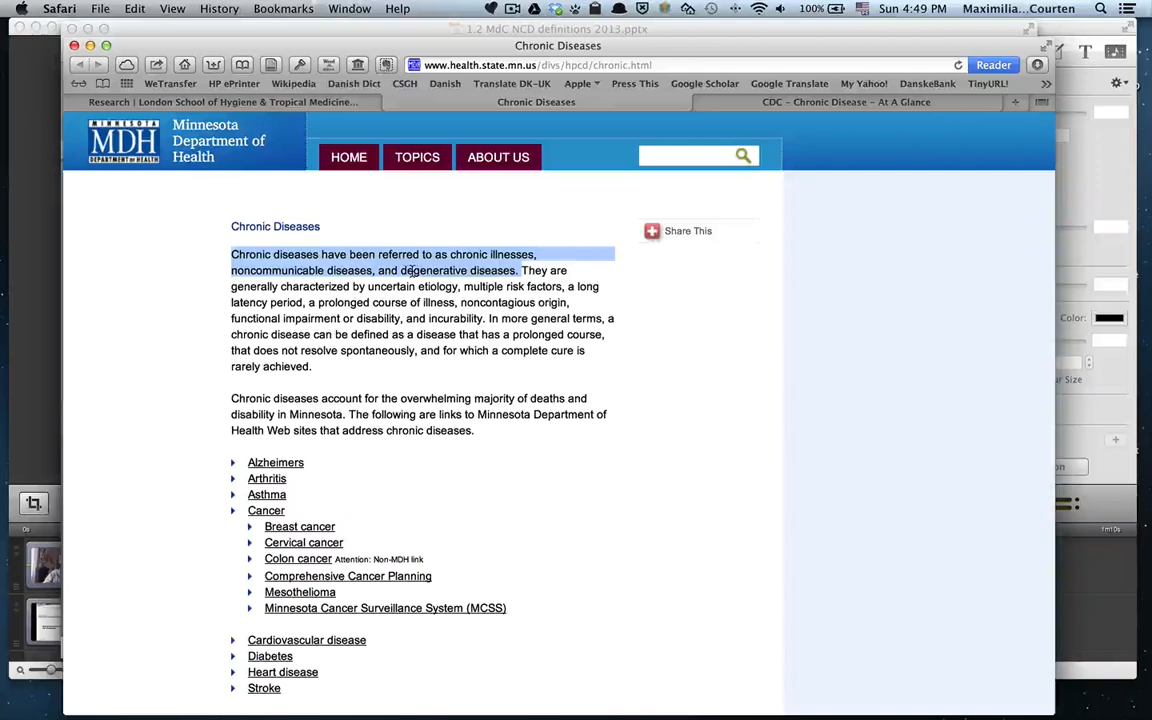 Safari File Edit View History Bookmarks Window Help 100% Sun 4:49 PM Maximilia...Courten
1.2 MdC NCD definitions 2013.pptx
Chronic Diseases
www.health.state.mn.us/divs/hpcd/chronic.html Reader
WeTransfer HP ePrinter Wikipedia Danish Dict CSGH Danish Translate DK-UK Apple Press This Google Scholar Google Translate My Yahoo! DanskeBank TinyURL!
Research | London School of Hygiene & Tropical Medicine... Chronic Diseases CDC - Chronic Disease - At A Glance
MINNESOTA
MDH
DEPARTMENT OF HEALTH
Minnesota
Department of
Health
HOME TOPICS ABOUT US
Chronic Diseases
Share This
Chronic diseases have been referred to as chronic illnesses,
noncommunicable diseases, and degenerative diseases. They are
generally characterized by uncertain etiology, multiple risk factors, a long
latency period, a prolonged course of illness, noncontagious origin,
functional impairment or disability, and incurability. In more general terms, a
chronic disease can be defined as a disease that has a prolonged course,
that does not resolve spontaneously, and for which a complete cure is
rarely achieved.
Chronic diseases account for the overwhelming majority of deaths and
disability in Minnesota. The following are links to Minnesota Department of
Health Web sites that address chronic diseases.
Alzheimers
Arthritis
Asthma
Cancer
Breast cancer
Cervical cancer
Colon cancer Attention: Non-MDH link
Comprehensive Cancer Planning
Mesothelioma
Minnesota Cancer Surveillance System (MCSS)
Cardiovascular disease
Diabetes
Heart disease
Stroke
Color:
ur Size
on
0s
1m10s